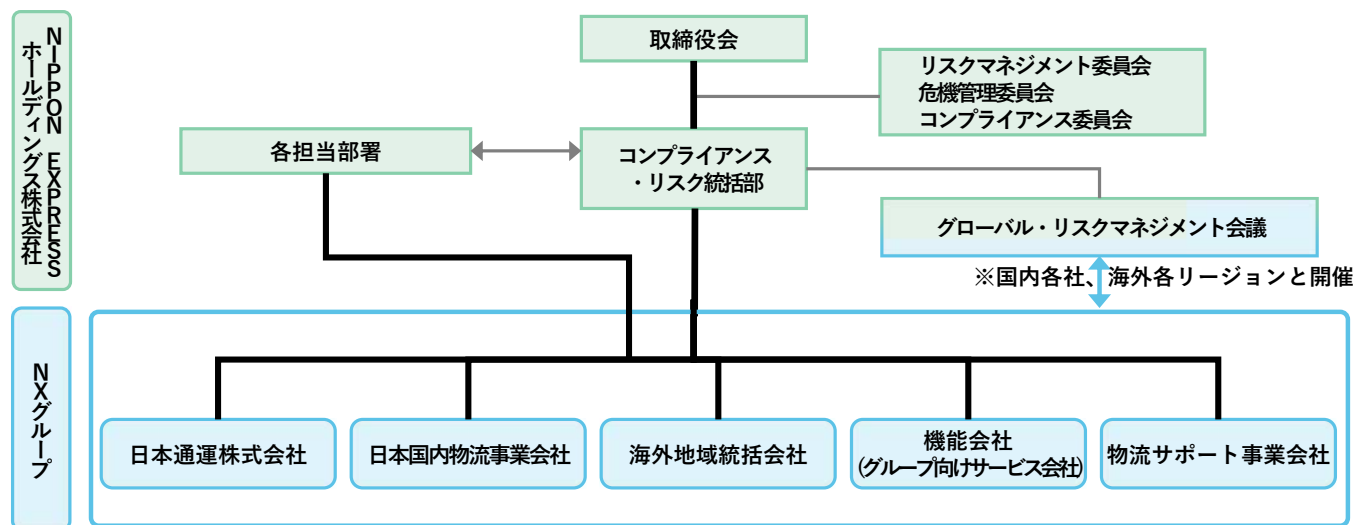 NIPPON EXPRESS
ホールディングス株式会社
取締役会
リスクマネジメント委員会
危機管理委員会
コンプライアンス委員会
各担当部署
コンプライアンス
・リスク統括部
グローバル・リスクマネジメント会議
※国内各社、海外各リージョンと開催
NXグループ
日本通運株式会社
日本国内物流事業会社
海外地域統括会社
機能会社
(グループ向けサービス会社)
物流サポート事業会社